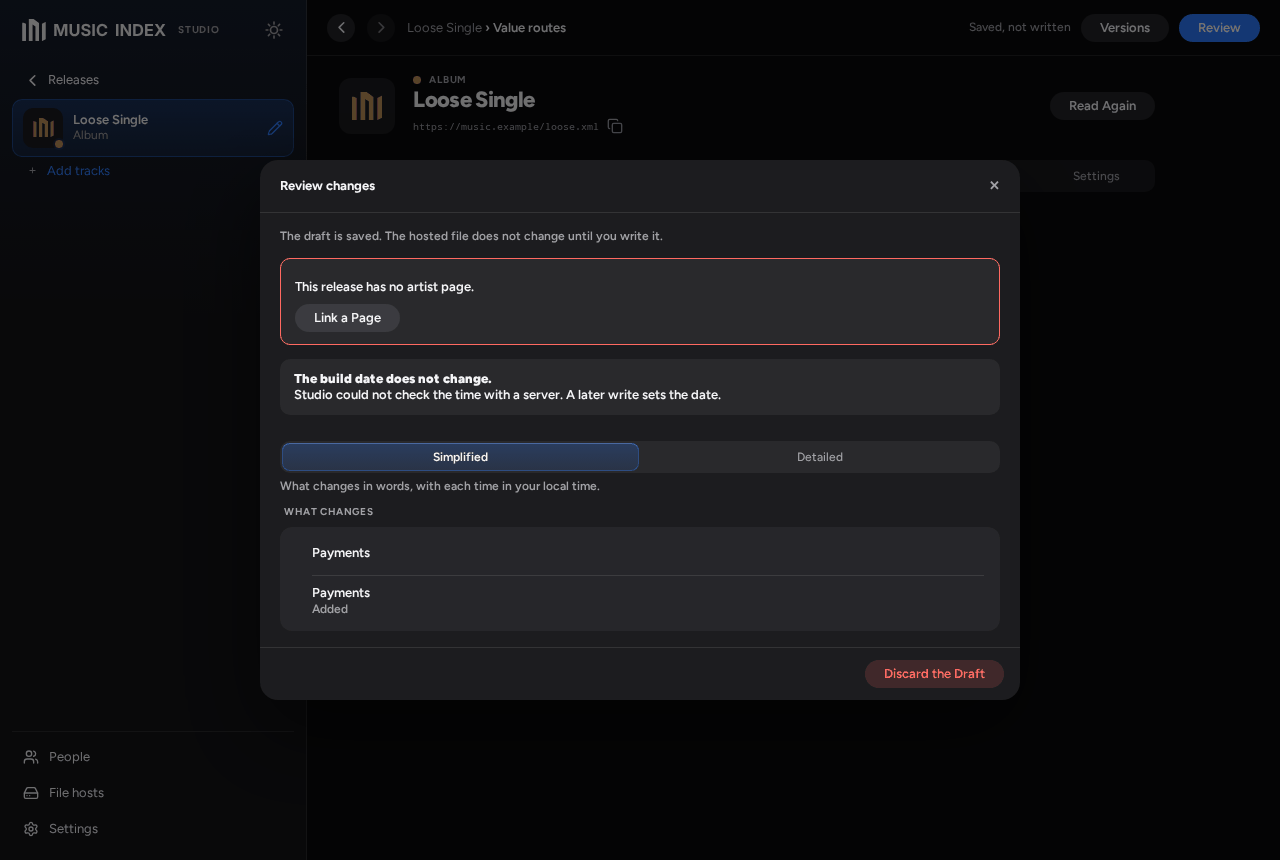 MUSIC INDEX STUDIO
Releases
Loose Single
Album
+ Add tracks
People
File hosts
Settings
Loose Single › Value routes
Saved, not written
Versions
Review
ALBUM
Loose Single
https://music.example/loose.xml
Read Again
Settings
Review changes
×
The draft is saved. The hosted file does not change until you write it.
This release has no artist page.
Link a Page
The build date does not change.
Studio could not check the time with a server. A later write sets the date.
Simplified
Detailed
What changes in words, with each time in your local time.
WHAT CHANGES
Payments
Payments
Added
Discard the Draft